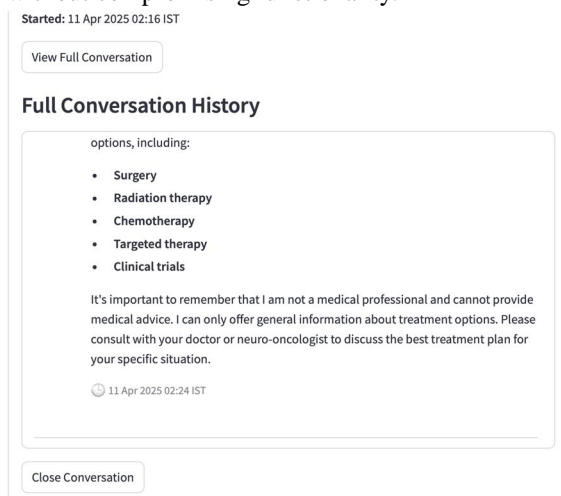 without compromising functionality.
Started: 11 Apr 2025 02:16 IST
View Full Conversation
Full Conversation History
options, including:
• Surgery
• Radiation therapy
• Chemotherapy
• Targeted therapy
• Clinical trials
It's important to remember that I am not a medical professional and cannot provide
medical advice. I can only offer general information about treatment options. Please
consult with your doctor or neuro-oncologist to discuss the best treatment plan for
your specific situation.
11 Apr 2025 02:24 IST
Close Conversation